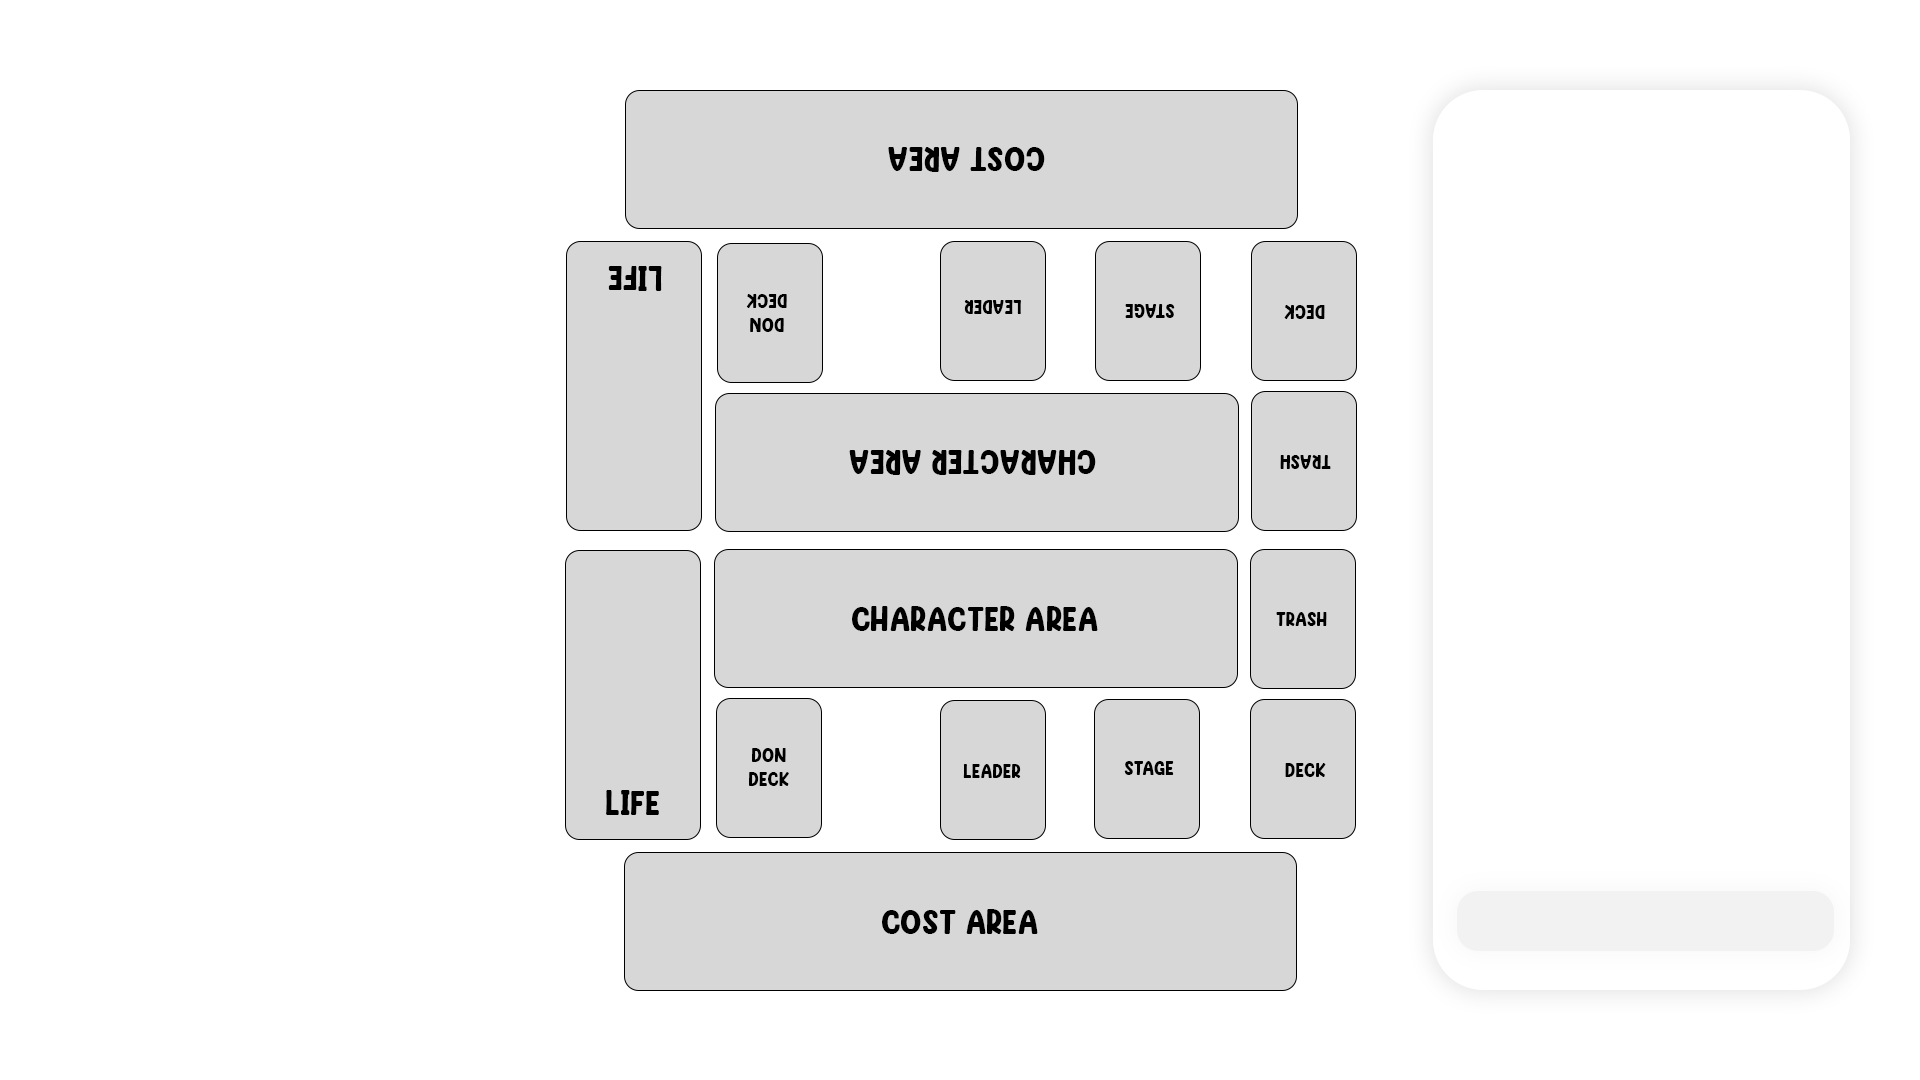 COST AREA
LIFE
DON
DECK
LEADER
STAGE
DECK
CHARACTER AREA
TRASH
CHARACTER AREA
TRASH
DON
DECK
LEADER
STAGE
DECK
LIFE
COST AREA